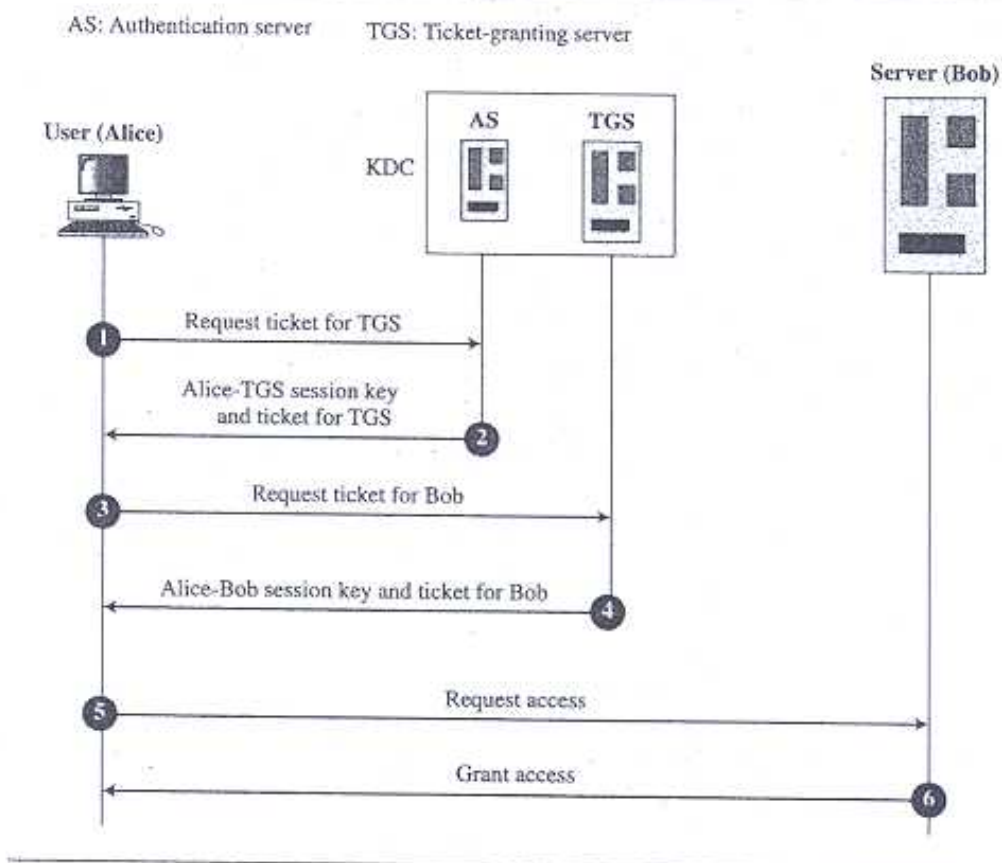 AS: Authentication server TGS: Ticket-granting server
Server (Bob)
User (Alice)
AS TGS
KDC
1 Request ticket for TGS
Alice-TGS session key
and ticket for TGS
2
3 Request ticket for Bob
Alice-Bob session key and ticket for Bob 4
5 Request access
Grant access 6